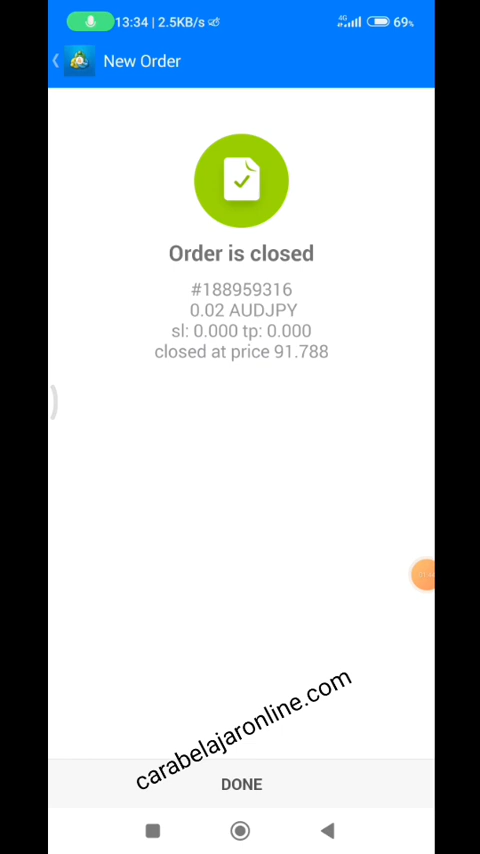 13:34 | 2.5KB/s
4G
69%
New Order
Order is closed
#188959316
0.02 AUDJPY
sl: 0.000 tp: 0.000
closed at price 91.788
carabelajaronline.com
DONE